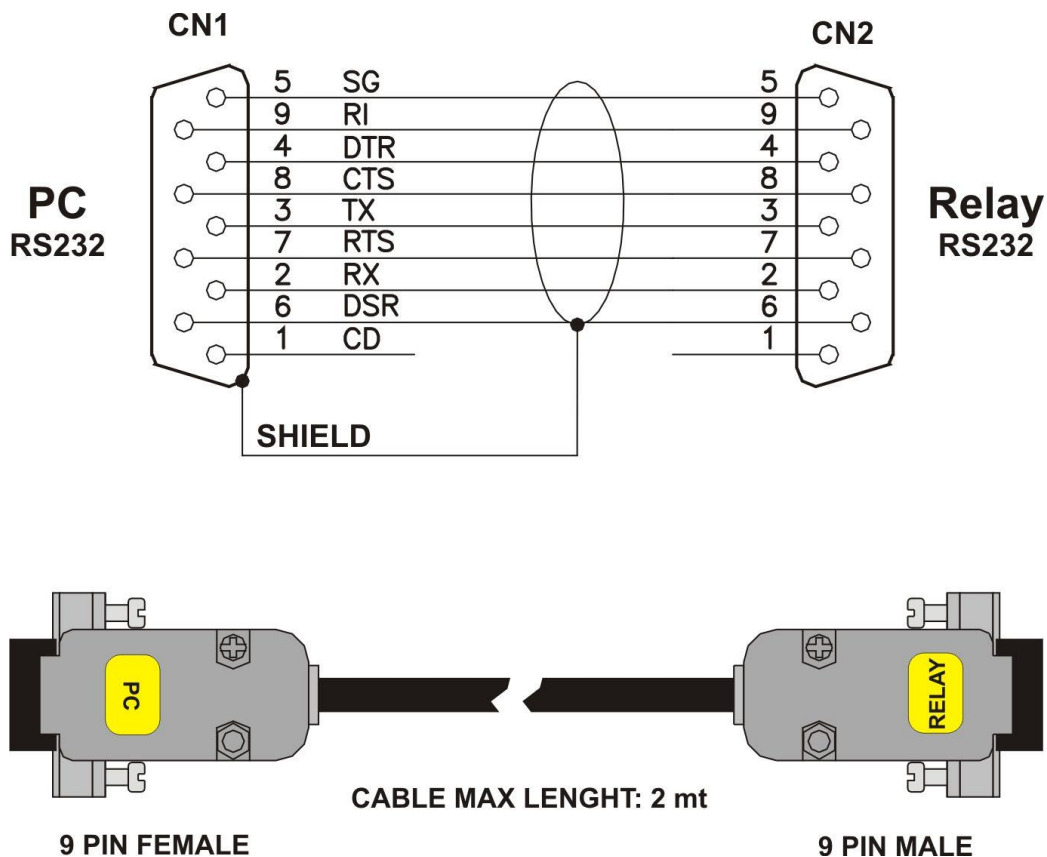 CN1
CN2
5 SG 5
9 RI 9
4 DTR 4
8 CTS 8
3 TX 3
7 RTS 7
2 RX 2
6 DSR 6
1 CD 1
PC
RS232
Relay
RS232
SHIELD
PC
RELAY
CABLE MAX LENGHT: 2 mt
9 PIN FEMALE
9 PIN MALE